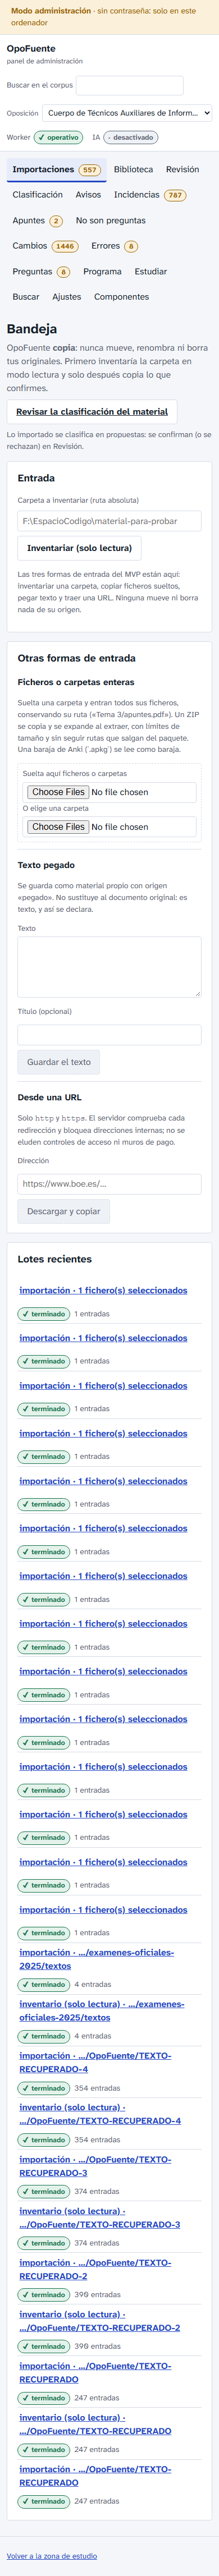 Modo administración · sin contraseña: solo en este
ordenador
OpoFuente
panel de administración
Buscar en el corpus
Oposición Cuerpo de Técnicos Auxiliares de Inform...
Worker ✓ operativo IA · desactivado
Importaciones 557 Biblioteca Revisión
Clasificación Avisos Incidencias 787
Apuntes 2 No son preguntas
Cambios 1446 Errores 8
Preguntas 8 Programa Estudiar
Buscar Ajustes Componentes
Bandeja
OpoFuente copia: nunca mueve, renombra ni borra
tus originales. Primero inventaría la carpeta en
modo lectura y solo después copia lo que
confirmes.
Revisar la clasificación del material
Lo importado se clasifica en propuestas: se confirman (o se
rechazan) en Revisión.
Entrada
Carpeta a inventariar (ruta absoluta)
F:\EspacioCodigo\material-para-probar
Inventariar (solo lectura)
Las tres formas de entrada del MVP están aquí:
inventariar una carpeta, copiar ficheros sueltos,
pegar texto y traer una URL. Ninguna mueve ni borra
nada de su origen.
Otras formas de entrada
Ficheros o carpetas enteras
Suelta una carpeta y entran todos sus ficheros,
conservando su ruta («Tema 3/apuntes.pdf»). Un ZIP
se copia y se expande al extraer, con límites de
tamaño y sin seguir rutas que salgan del paquete.
Una baraja de Anki (`.apkg`) se lee como baraja.
Suelta aquí ficheros o carpetas
Choose Files No file chosen
O elige una carpeta
Choose Files No file chosen
Texto pegado
Se guarda como material propio con origen
«pegado». No sustituye al documento original: es
texto, y así se declara.
Texto
Título (opcional)
Guardar el texto
Desde una URL
Solo http y https. El servidor comprueba cada
redirección y bloquea direcciones internas; no se
eluden controles de acceso ni muros de pago.
Dirección
https://www.boe.es/...
Descargar y copiar
Lotes recientes
importación · 1 fichero(s) seleccionados
✓ terminado 1 entradas
importación · 1 fichero(s) seleccionados
✓ terminado 1 entradas
importación · 1 fichero(s) seleccionados
✓ terminado 1 entradas
importación · 1 fichero(s) seleccionados
✓ terminado 1 entradas
importación · 1 fichero(s) seleccionados
✓ terminado 1 entradas
importación · 1 fichero(s) seleccionados
✓ terminado 1 entradas
importación · 1 fichero(s) seleccionados
✓ terminado 1 entradas
importación · 1 fichero(s) seleccionados
✓ terminado 1 entradas
importación · 1 fichero(s) seleccionados
✓ terminado 1 entradas
importación · 1 fichero(s) seleccionados
✓ terminado 1 entradas
importación · 1 fichero(s) seleccionados
✓ terminado 1 entradas
importación · 1 fichero(s) seleccionados
✓ terminado 1 entradas
importación · 1 fichero(s) seleccionados
✓ terminado 1 entradas
importación · 1 fichero(s) seleccionados
✓ terminado 1 entradas
importación · .../examenes-oficiales-
2025/textos
✓ terminado 4 entradas
inventario (solo lectura) · .../examenes-
oficiales-2025/textos
✓ terminado 4 entradas
importación · .../OpoFuente/TEXTO-
RECUPERADO-4
✓ terminado 354 entradas
inventario (solo lectura) ·
.../OpoFuente/TEXTO-RECUPERADO-4
✓ terminado 354 entradas
importación · .../OpoFuente/TEXTO-
RECUPERADO-3
✓ terminado 374 entradas
inventario (solo lectura) ·
.../OpoFuente/TEXTO-RECUPERADO-3
✓ terminado 374 entradas
importación · .../OpoFuente/TEXTO-
RECUPERADO-2
✓ terminado 390 entradas
inventario (solo lectura) ·
.../OpoFuente/TEXTO-RECUPERADO-2
✓ terminado 390 entradas
importación · .../OpoFuente/TEXTO-
RECUPERADO
✓ terminado 247 entradas
inventario (solo lectura) ·
.../OpoFuente/TEXTO-RECUPERADO
✓ terminado 247 entradas
importación · .../OpoFuente/TEXTO-
RECUPERADO
✓ terminado 247 entradas
Volver a la zona de estudio